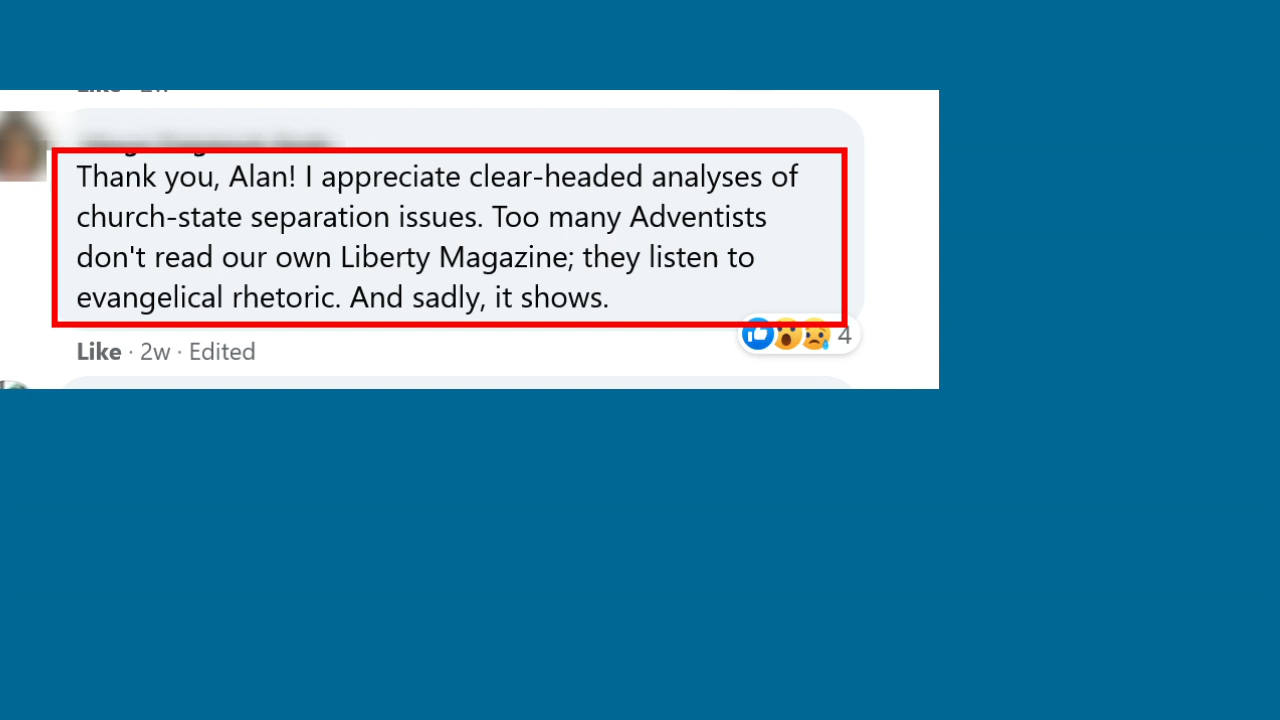 Thank you, Alan! I appreciate clear-headed analyses of
church-state separation issues. Too many Adventists
don't read our own Liberty Magazine; they listen to
evangelical rhetoric. And sadly, it shows.
4
Like · 2w · Edited